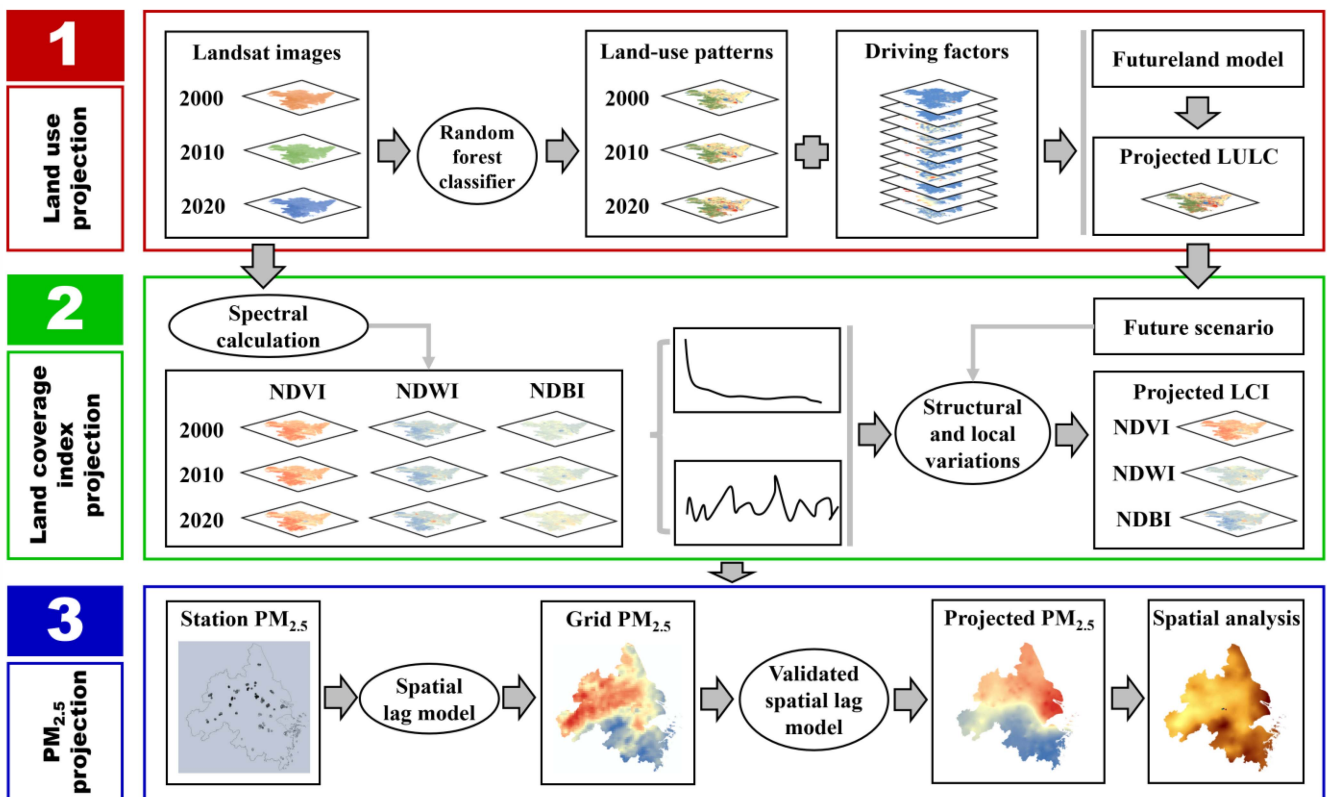 1
Land use
projection
Landsat images
2000
2010
2020
Random
forest
classifier
Land-use patterns
2000
2010
2020
Driving factors
Futureland model
Projected LULC
2
Land coverage
index
projection
Spectral
calculation
NDVI
NDWI
NDBI
2000
2010
2020
Structural
and local
variations
Future scenario
Projected LCI
NDVI
NDWI
NDBI
3
PM2.5
projection
Station PM2.5
Spatial
lag model
Grid PM2.5
Validated
spatial lag
model
Projected PM2.5
Spatial analysis